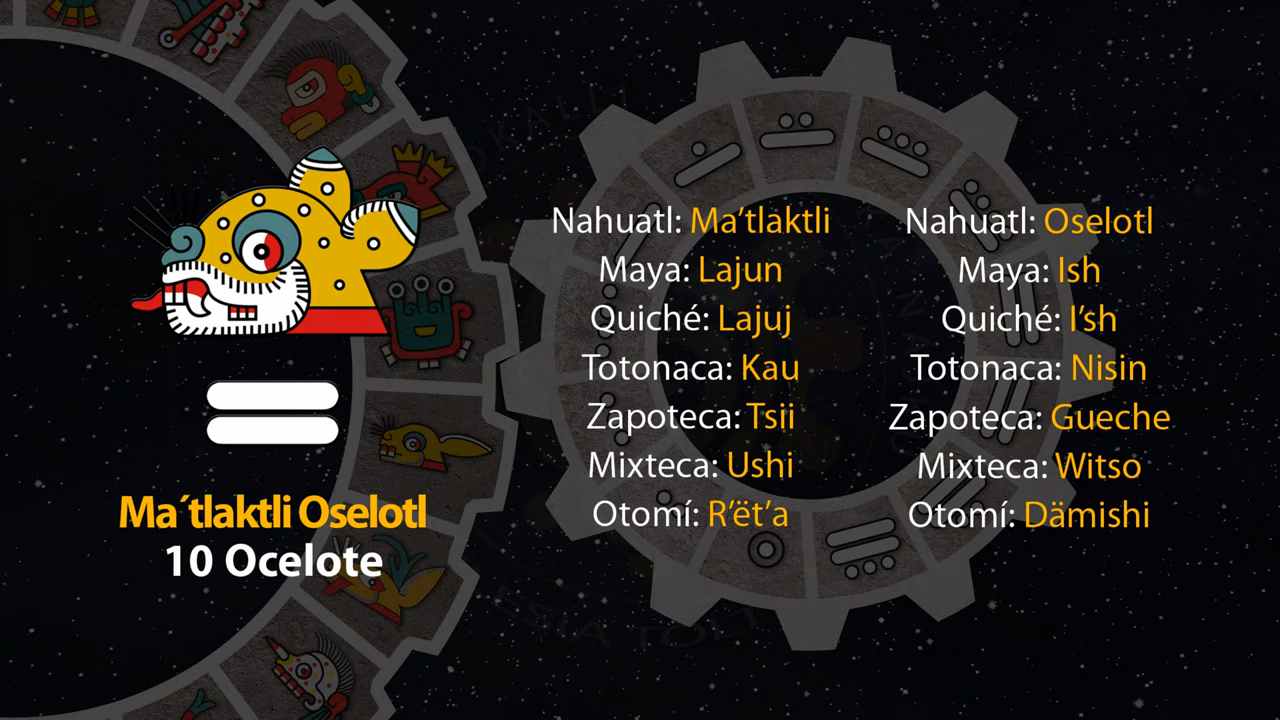 Nahuatl: Ma’tlaktli
Maya: Lajun
Quiché: Lajuj
Totonaca: Kau
Zapoteca: Tsii
Mixteca: Ushi
Otomí: R’ët’a
Nahuatl: Oselotl
Maya: Ish
Quiché: I’sh
Totonaca: Nisin
Zapoteca: Gueche
Mixteca: Witso
Otomí: Dämishi
Ma´tlaktli Oselotl
10 Ocelote